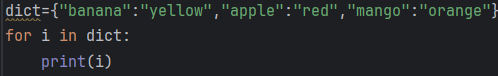 dict={"banana":"yellow","apple":"red","mango":"orange"}
for i in dict:
    print(i)